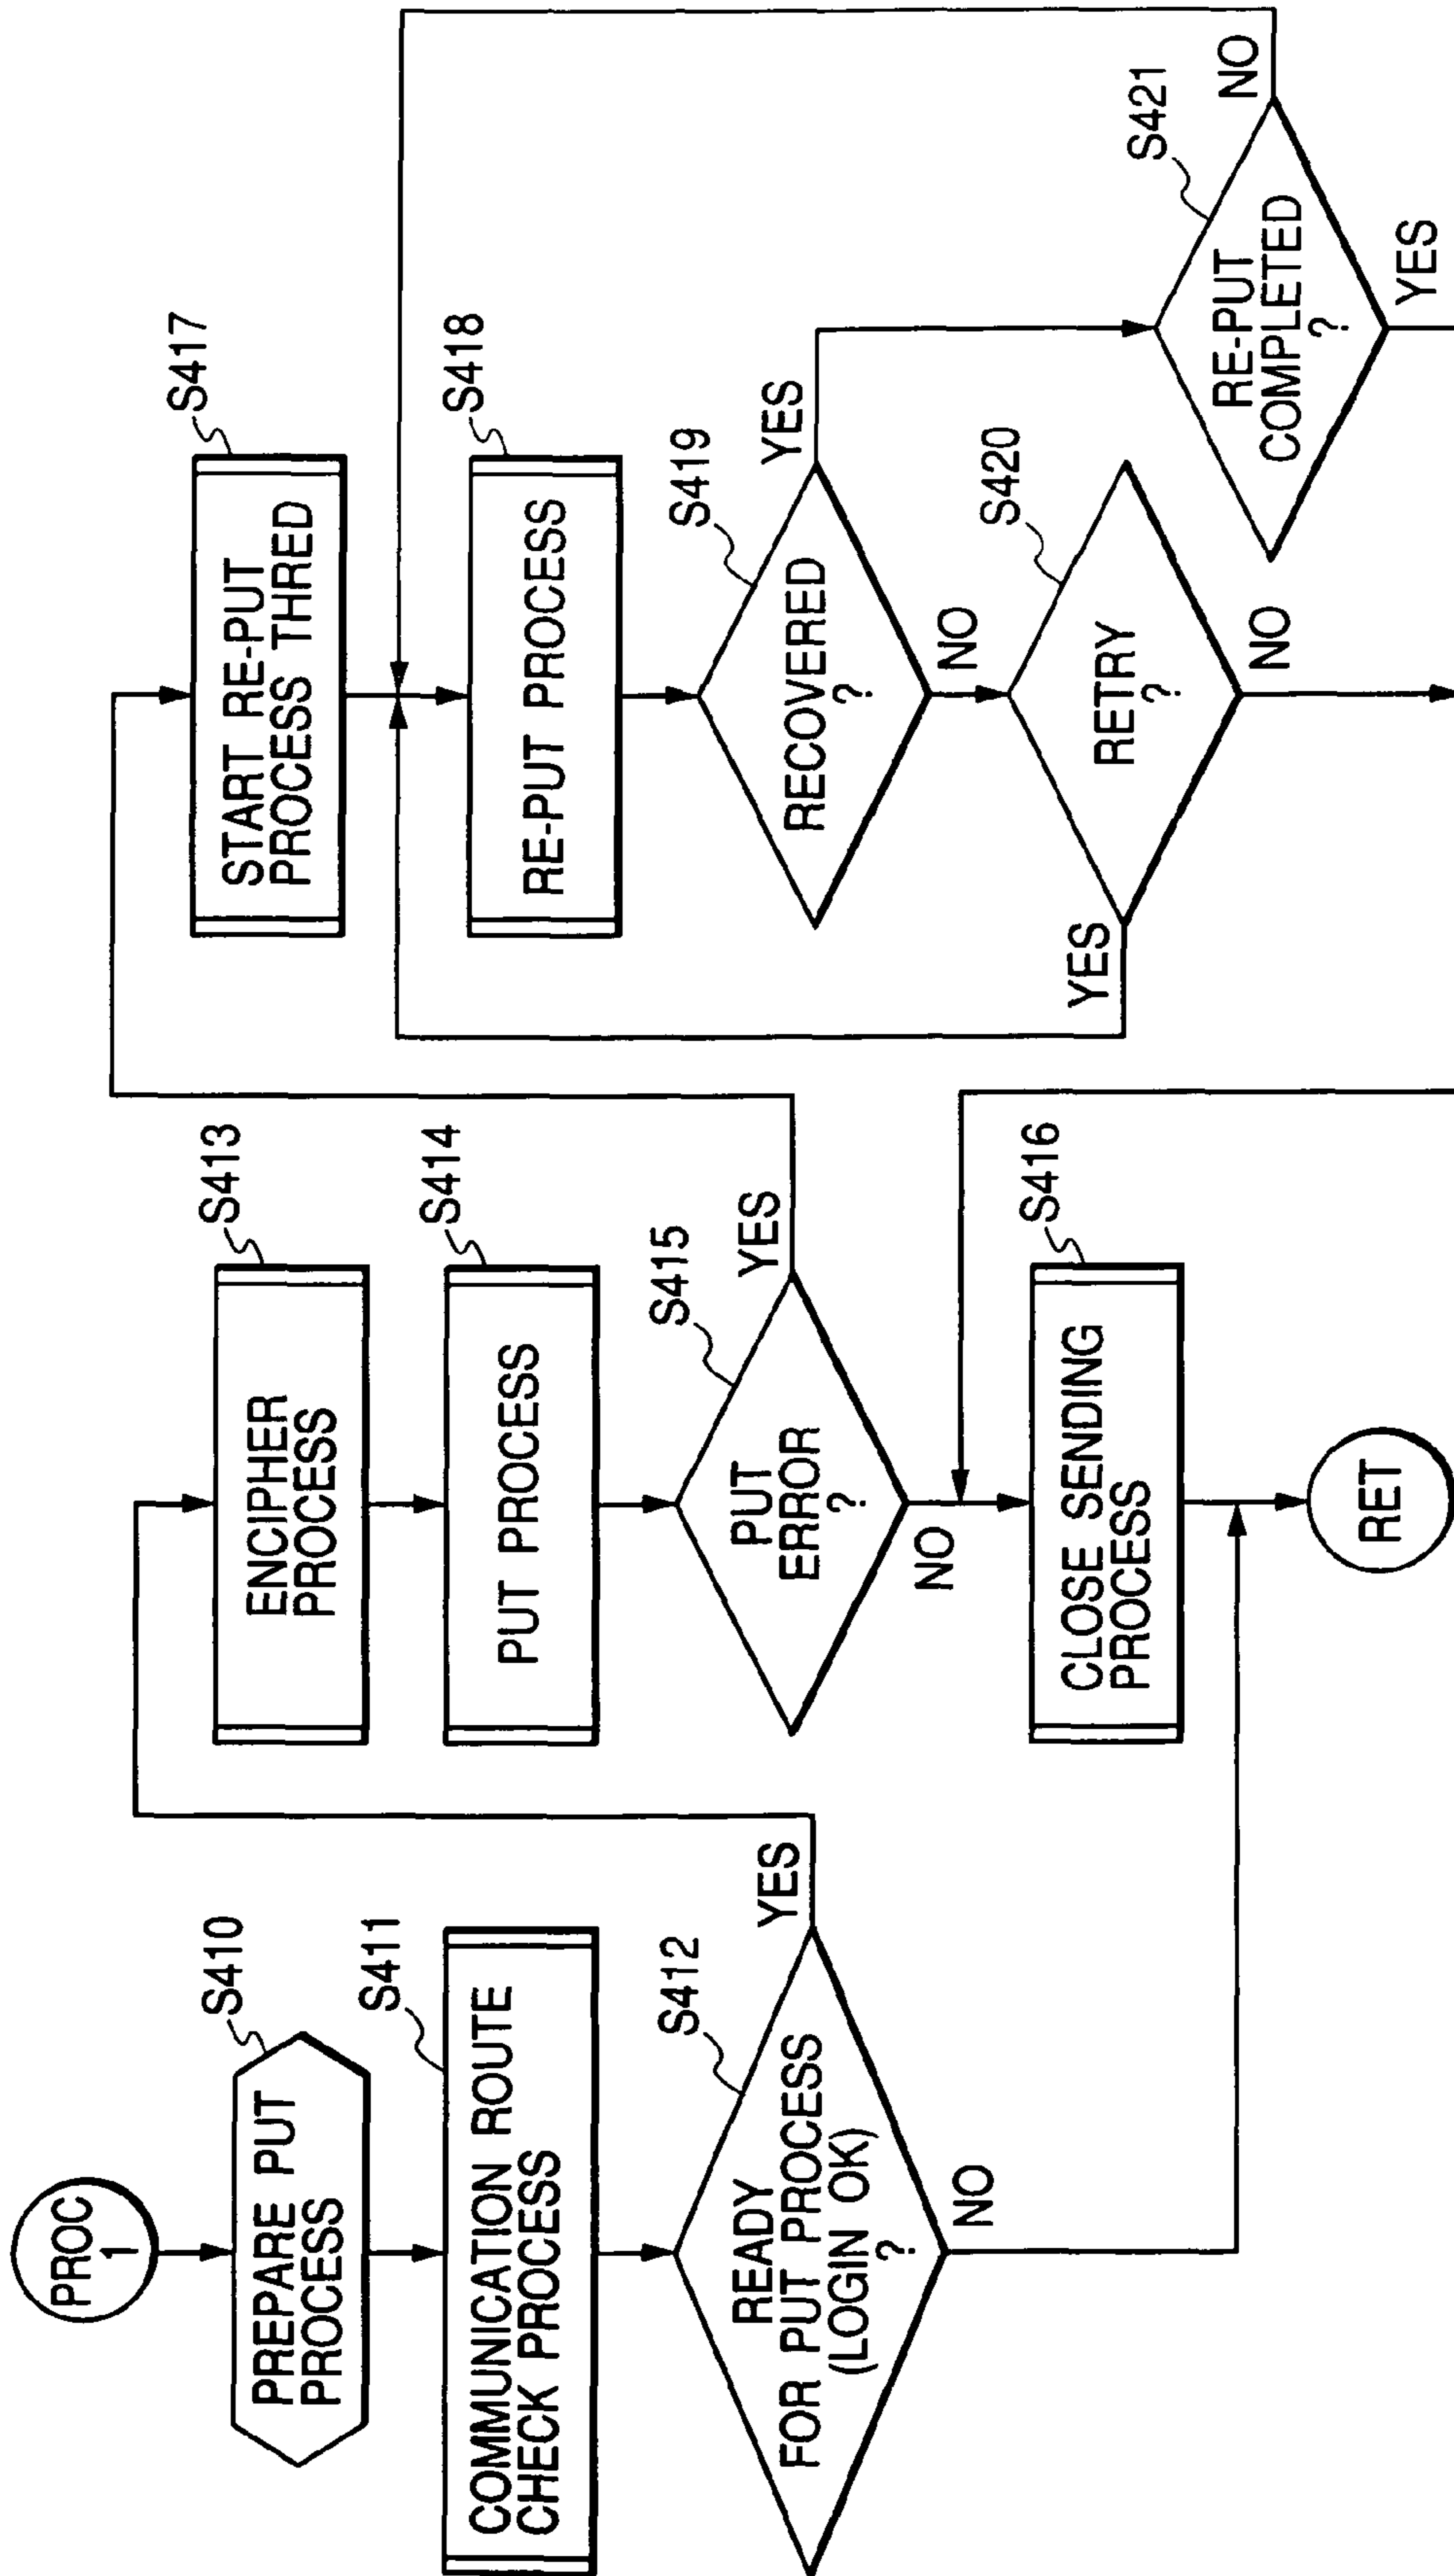 PROC
1
S410
PREPARE PUT
PROCESS
S411
COMMUNICATION ROUTE
CHECK PROCESS
S412
READY
FOR PUT PROCESS
(LOGIN OK)
?
YES
NO
S413
ENCIPHER
PROCESS
S414
PUT PROCESS
S415
PUT
ERROR
?
YES
NO
S416
CLOSE SENDING
PROCESS
RET
S417
START RE-PUT
PROCESS THRED
S418
RE-PUT PROCESS
S419
RECOVERED
?
YES
NO
S420
RETRY
?
YES
NO
S421
RE-PUT
COMPLETED
?
NO
YES